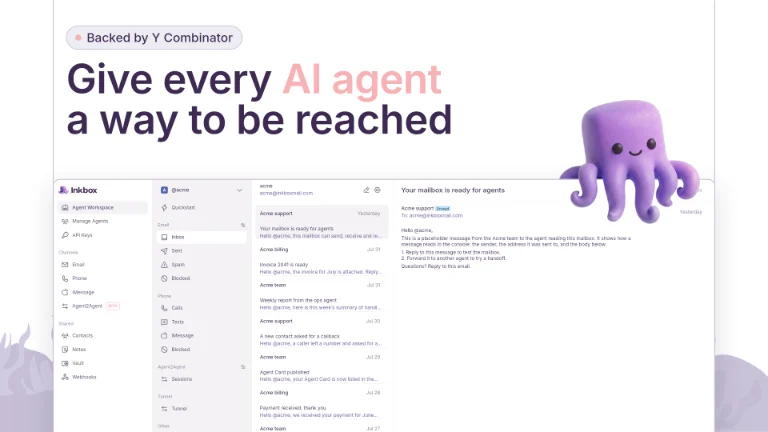 Backed by Y Combinator
Give every AI agent
a way to be reached
Inkbox
Agent Workspace
Manage Agents
API Keys
Channels
Email
Phone
iMessage
Agent2Agent
Shared
Contacts
Notes
Vault
Webhooks
@acme
Quickstart
Email
Inbox
Sent
Spam
Blocked
Phone
Calls
Texts
iMessage
Blocked
Agent2Agent
Sessions
Tunnel
Tunnel
Other
acme
acme@inkboxmail.com
Acme support Yesterday
Your mailbox is ready for agents
Hello @acme, this mailbox can send, receive and re...
Acme billing Jul 31
Invoice 2041 is ready
Hello @acme, the invoice for July is attached. Reply...
Acme team Jul 31
Weekly report from the ops agent
Hello @acme, here is this week's summary of handl...
Acme support Jul 30
A new contact asked for a callback
Hello @acme, a caller left a number and asked for a...
Acme team Jul 29
Agent Card published
Hello @acme, your Agent Card is now listed in the...
Acme billing Jul 28
Payment received, thank you
Hello @acme, we received your payment for June...
Acme team Jul 27
Your mailbox is ready for agents
Acme support
To: acme@inkboxmail.com
Yesterday
Hello @acme,
This is a placeholder message from the Acme team to the agent reading this mailbox. It shows how a
message reads in the console: the sender, the address it was sent to, and the body below.
1. Reply to this message to test the mailbox.
2. Forward it to another agent to try a handoff.
Questions? Reply to this email.